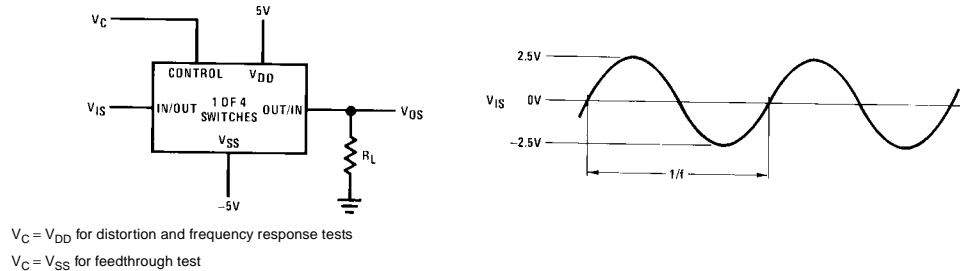 V_C
5V
CONTROL
V_DD
V_IS
IN/OUT
1 OF 4
SWITCHES
OUT/IN
V_OS
V_SS
R_L
-5V
2.5V
V_IS
0V
-2.5V
1/f
V_C = V_DD for distortion and frequency response tests
V_C = V_SS for feedthrough test